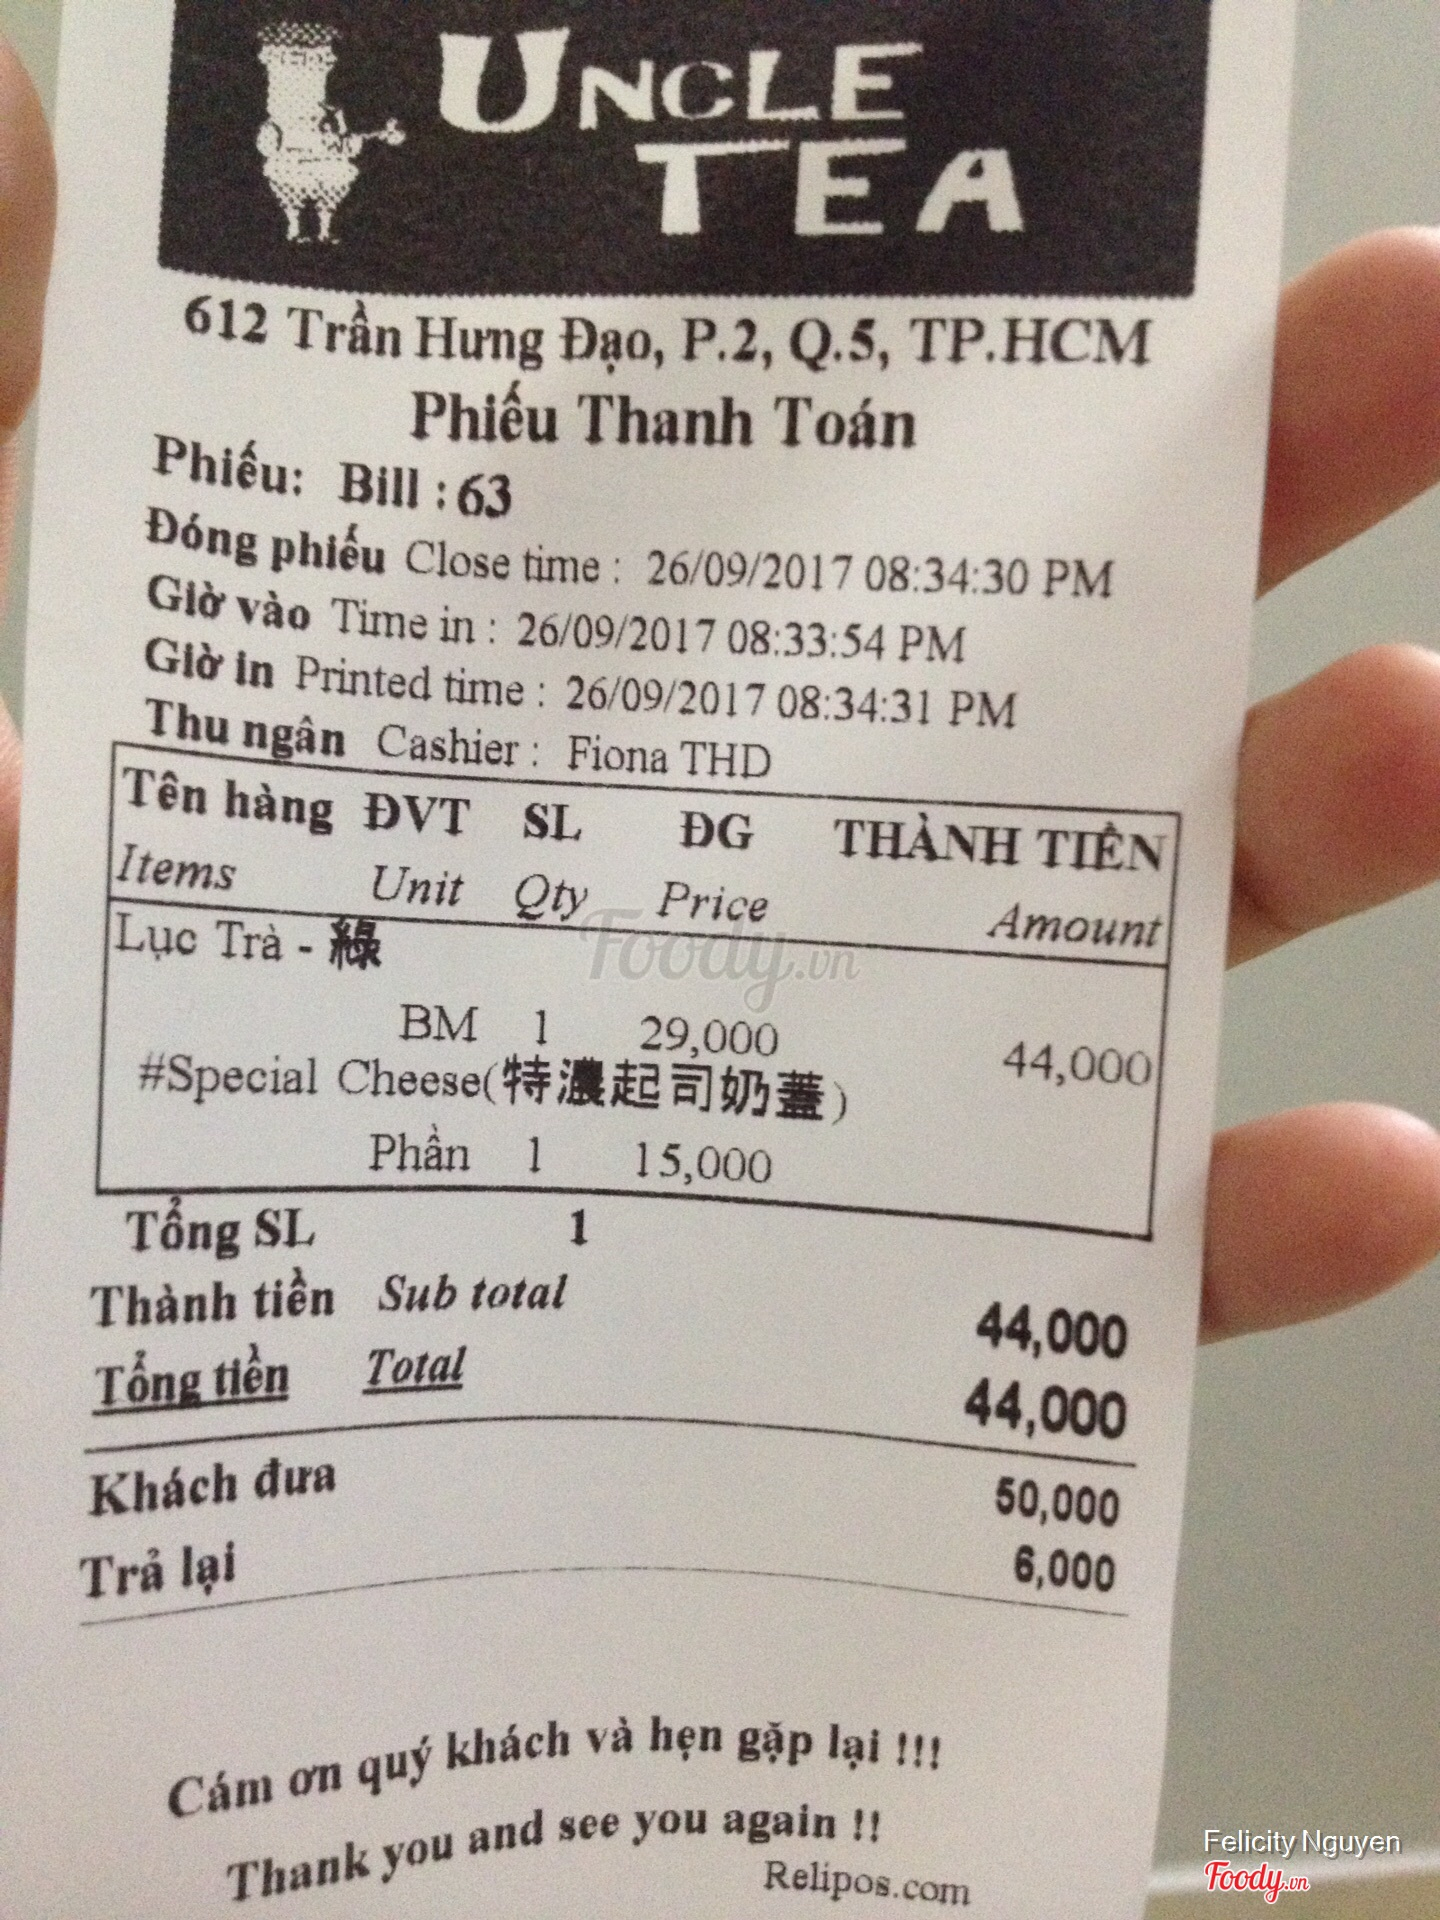 UNCLE
TEA
612 Trần Hưng Đạo, P.2, Q.5, TP.HCM
Phiếu Thanh Toán
Phiếu: Bill : 63
Đóng phiếu Close time : 26/09/2017 08:34:30 PM
Giờ vào Time in : 26/09/2017 08:33:54 PM
Giờ in Printed time : 26/09/2017 08:34:31 PM
Thu ngân Cashier : Fiona THD
Tên hàng ĐVT SL ĐG THÀNH TIỀN
Items Unit Qty Price Amount
Lục Trà - 綠
Foody.vn
BM 1 29,000 44,000
#Special Cheese(特濃起司奶蓋)
Phần 1 15,000
Tổng SL 1
Thành tiền Sub total 44,000
Tổng tiền Total 44,000
Khách đưa 50,000
Trả lại 6,000
Cám ơn quý khách và hẹn gặp lại !!!
Thank you and see you again !!
Relipos.com
Felicity Nguyen
Foody.vn